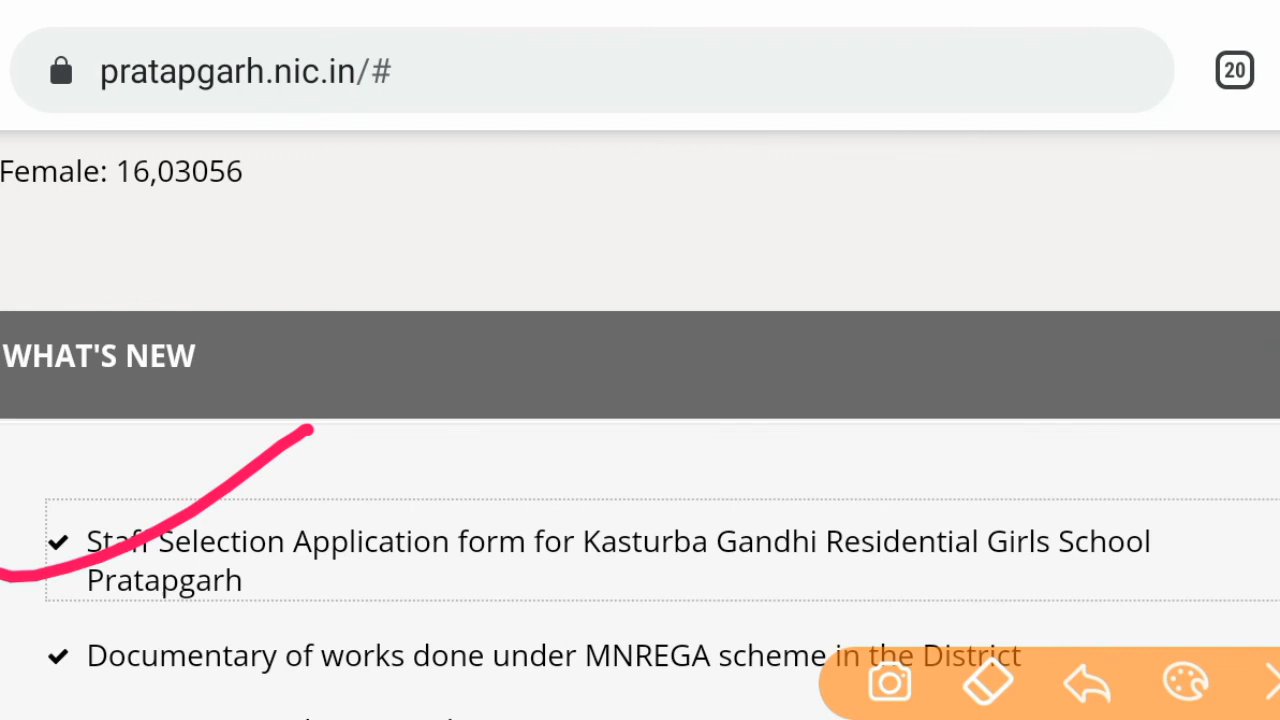 pratapgarh.nic.in/#
20
Female: 16,03056
WHAT'S NEW
Staff Selection Application form for Kasturba Gandhi Residential Girls School
Pratapgarh
Documentary of works done under MNREGA scheme in the District